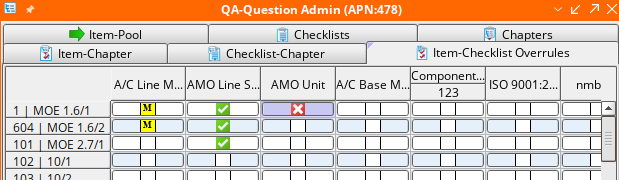 QA-Question Admin (APN:478)
Item-Pool Checklists Chapters
Item-Chapter Checklist-Chapter Item-Checklist Overrules
A/C Line M... AMO Line S... AMO Unit A/C Base M... Component... ISO 9001:2... nmb
123
1 | MOE 1.6/1 M
604 | MOE 1.6/2 M
101 | MOE 2.7/1
102 | 10/1
103 | 10/2